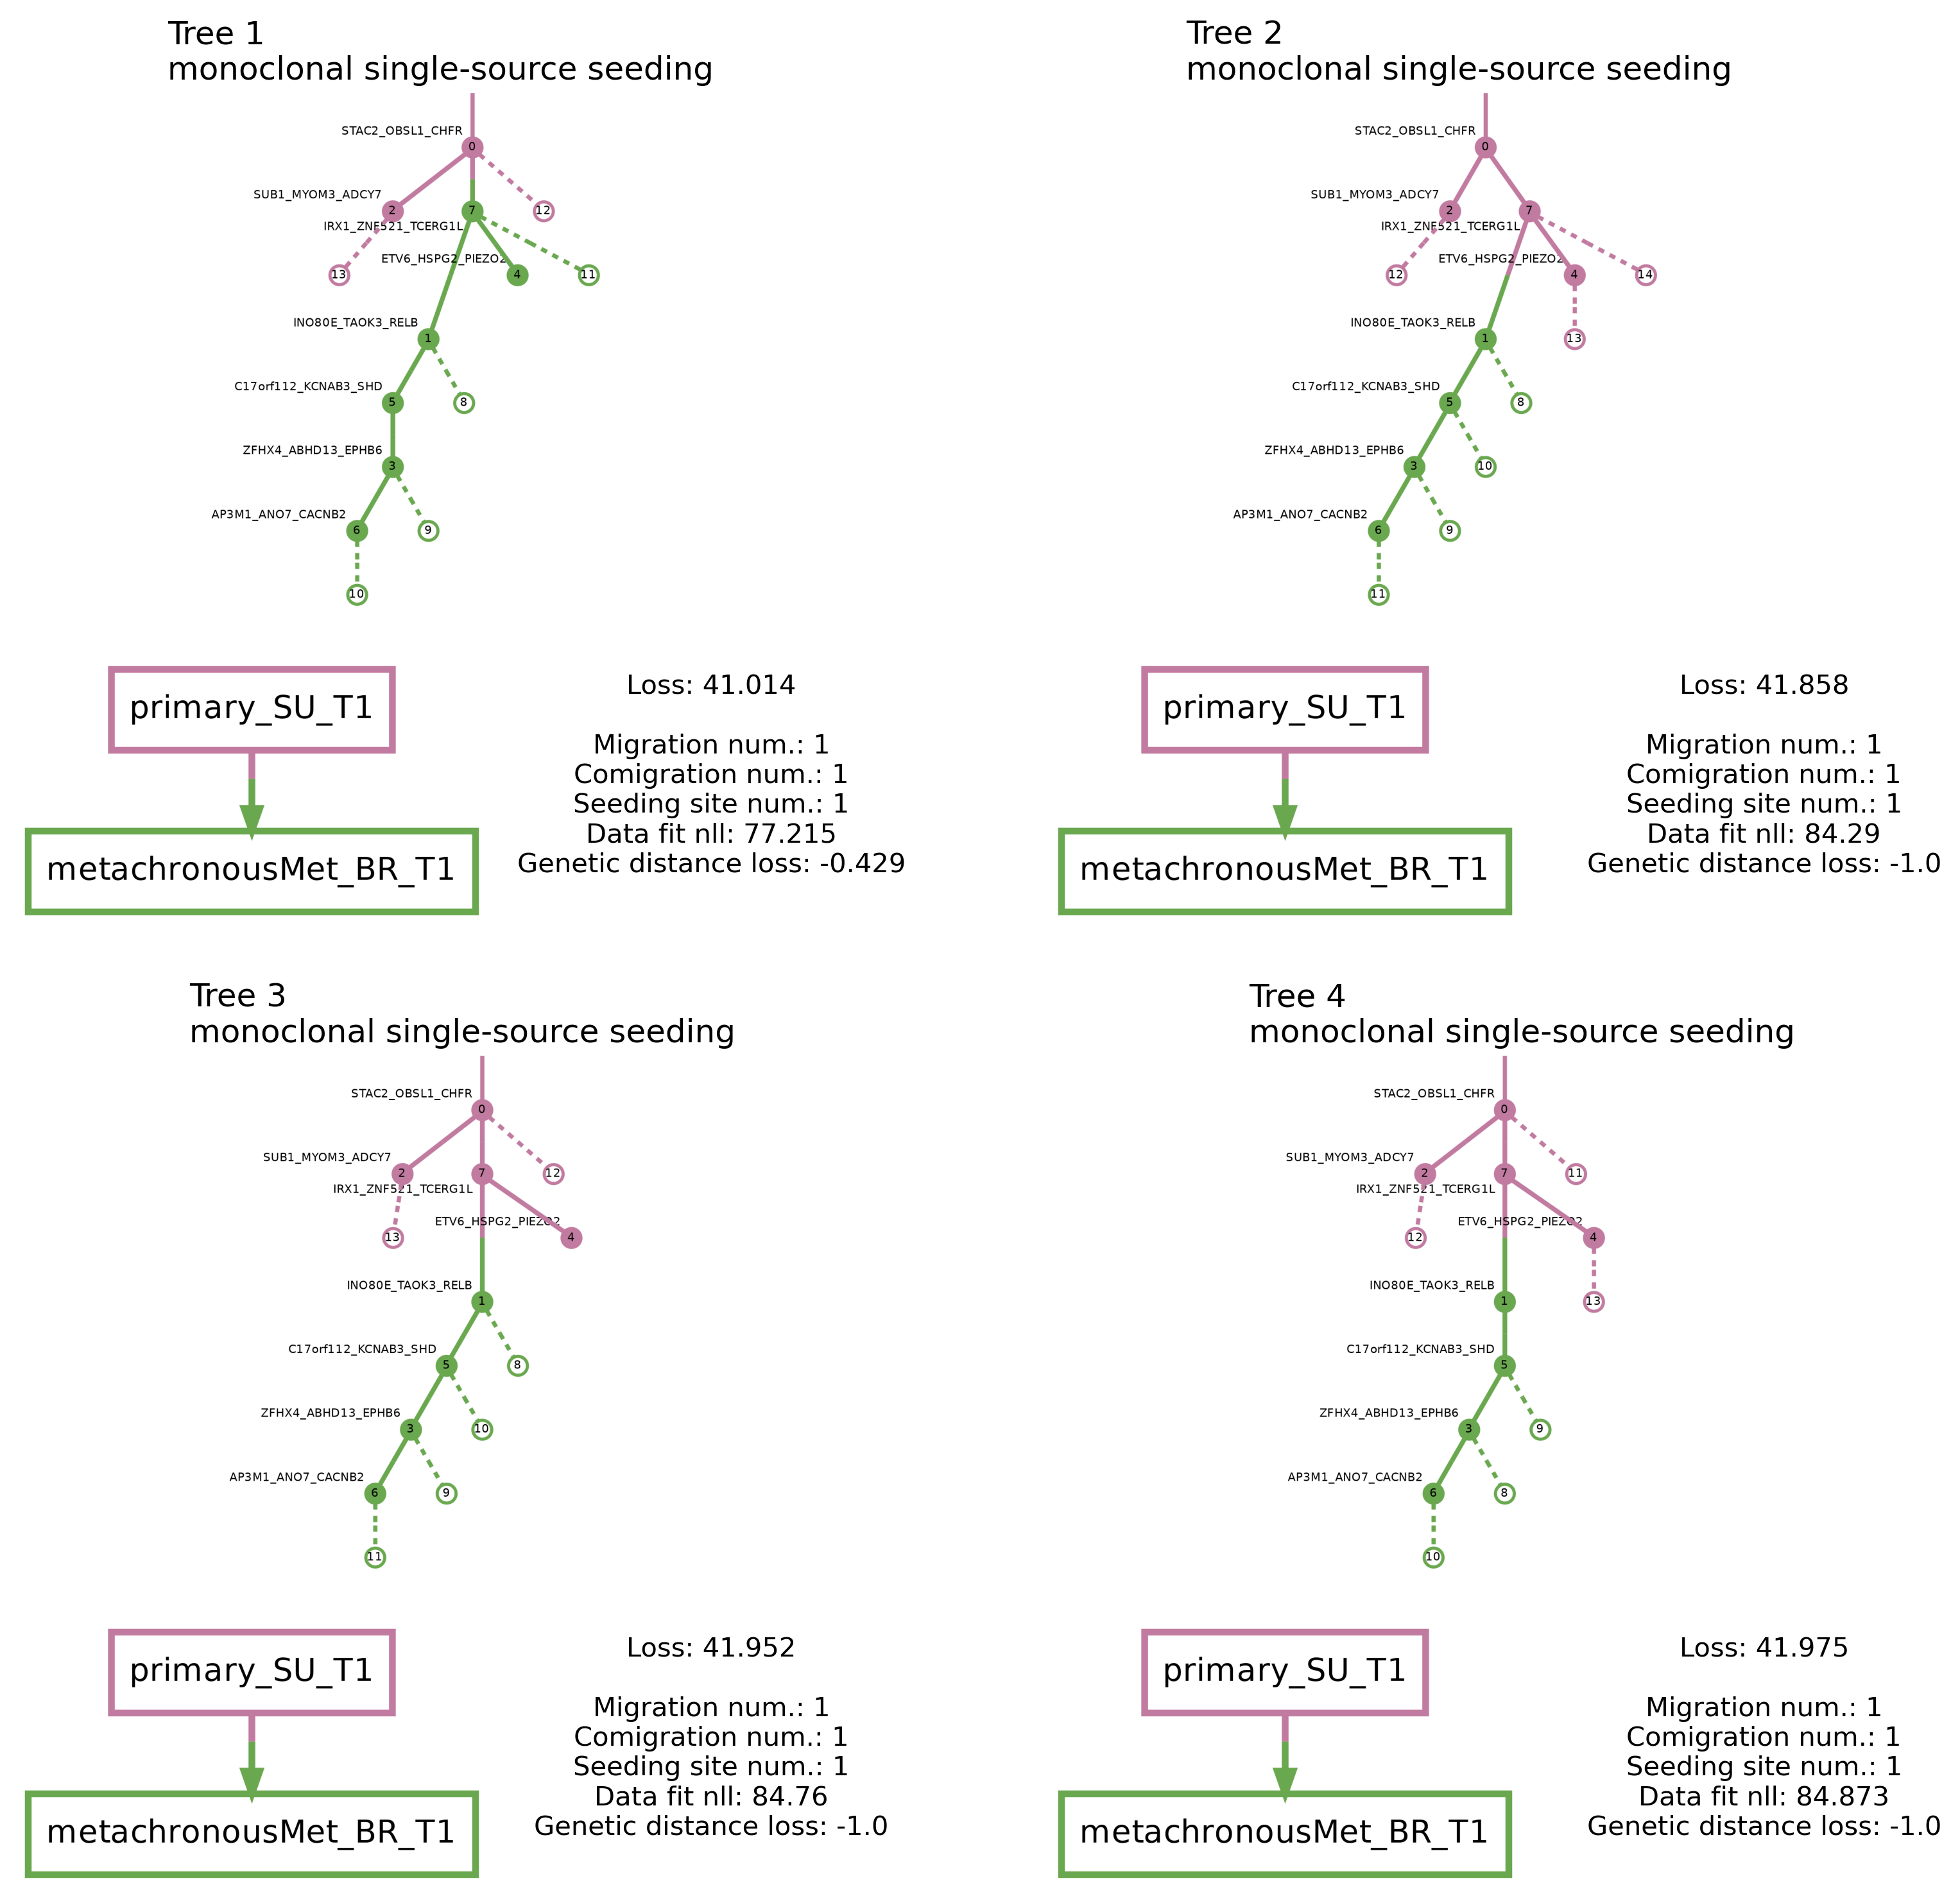 Tree 1
monoclonal single-source seeding
STAC2_OBSL1_CHFR
0
SUB1_MYOM3_ADCY7
2
7
12
IRX1_ZNF521_TCERG1L
ETV6_HSPG2_PIEZO2
13
4
11
INO80E_TAOK3_RELB
1
C17orf112_KCNAB3_SHD
5
8
ZFHX4_ABHD13_EPHB6
3
AP3M1_ANO7_CACNB2
6
9
10
primary_SU_T1
metachronousMet_BR_T1
Loss: 41.014
Migration num.: 1
Comigration num.: 1
Seeding site num.: 1
Data fit nll: 77.215
Genetic distance loss: -0.429
Tree 2
monoclonal single-source seeding
STAC2_OBSL1_CHFR
0
SUB1_MYOM3_ADCY7
2
7
IRX1_ZNF521_TCERG1L
ETV6_HSPG2_PIEZO2
12
4
14
INO80E_TAOK3_RELB
1
13
C17orf112_KCNAB3_SHD
5
8
ZFHX4_ABHD13_EPHB6
3
10
AP3M1_ANO7_CACNB2
6
9
11
primary_SU_T1
metachronousMet_BR_T1
Loss: 41.858
Migration num.: 1
Comigration num.: 1
Seeding site num.: 1
Data fit nll: 84.29
Genetic distance loss: -1.0
Tree 3
monoclonal single-source seeding
STAC2_OBSL1_CHFR
0
SUB1_MYOM3_ADCY7
2
7
12
IRX1_ZNF521_TCERG1L
ETV6_HSPG2_PIEZO2
13
4
INO80E_TAOK3_RELB
1
C17orf112_KCNAB3_SHD
5
8
ZFHX4_ABHD13_EPHB6
3
10
AP3M1_ANO7_CACNB2
6
9
11
primary_SU_T1
metachronousMet_BR_T1
Loss: 41.952
Migration num.: 1
Comigration num.: 1
Seeding site num.: 1
Data fit nll: 84.76
Genetic distance loss: -1.0
Tree 4
monoclonal single-source seeding
STAC2_OBSL1_CHFR
0
SUB1_MYOM3_ADCY7
2
7
11
IRX1_ZNF521_TCERG1L
ETV6_HSPG2_PIEZO2
12
4
INO80E_TAOK3_RELB
1
13
C17orf112_KCNAB3_SHD
5
ZFHX4_ABHD13_EPHB6
3
9
AP3M1_ANO7_CACNB2
6
8
10
primary_SU_T1
metachronousMet_BR_T1
Loss: 41.975
Migration num.: 1
Comigration num.: 1
Seeding site num.: 1
Data fit nll: 84.873
Genetic distance loss: -1.0